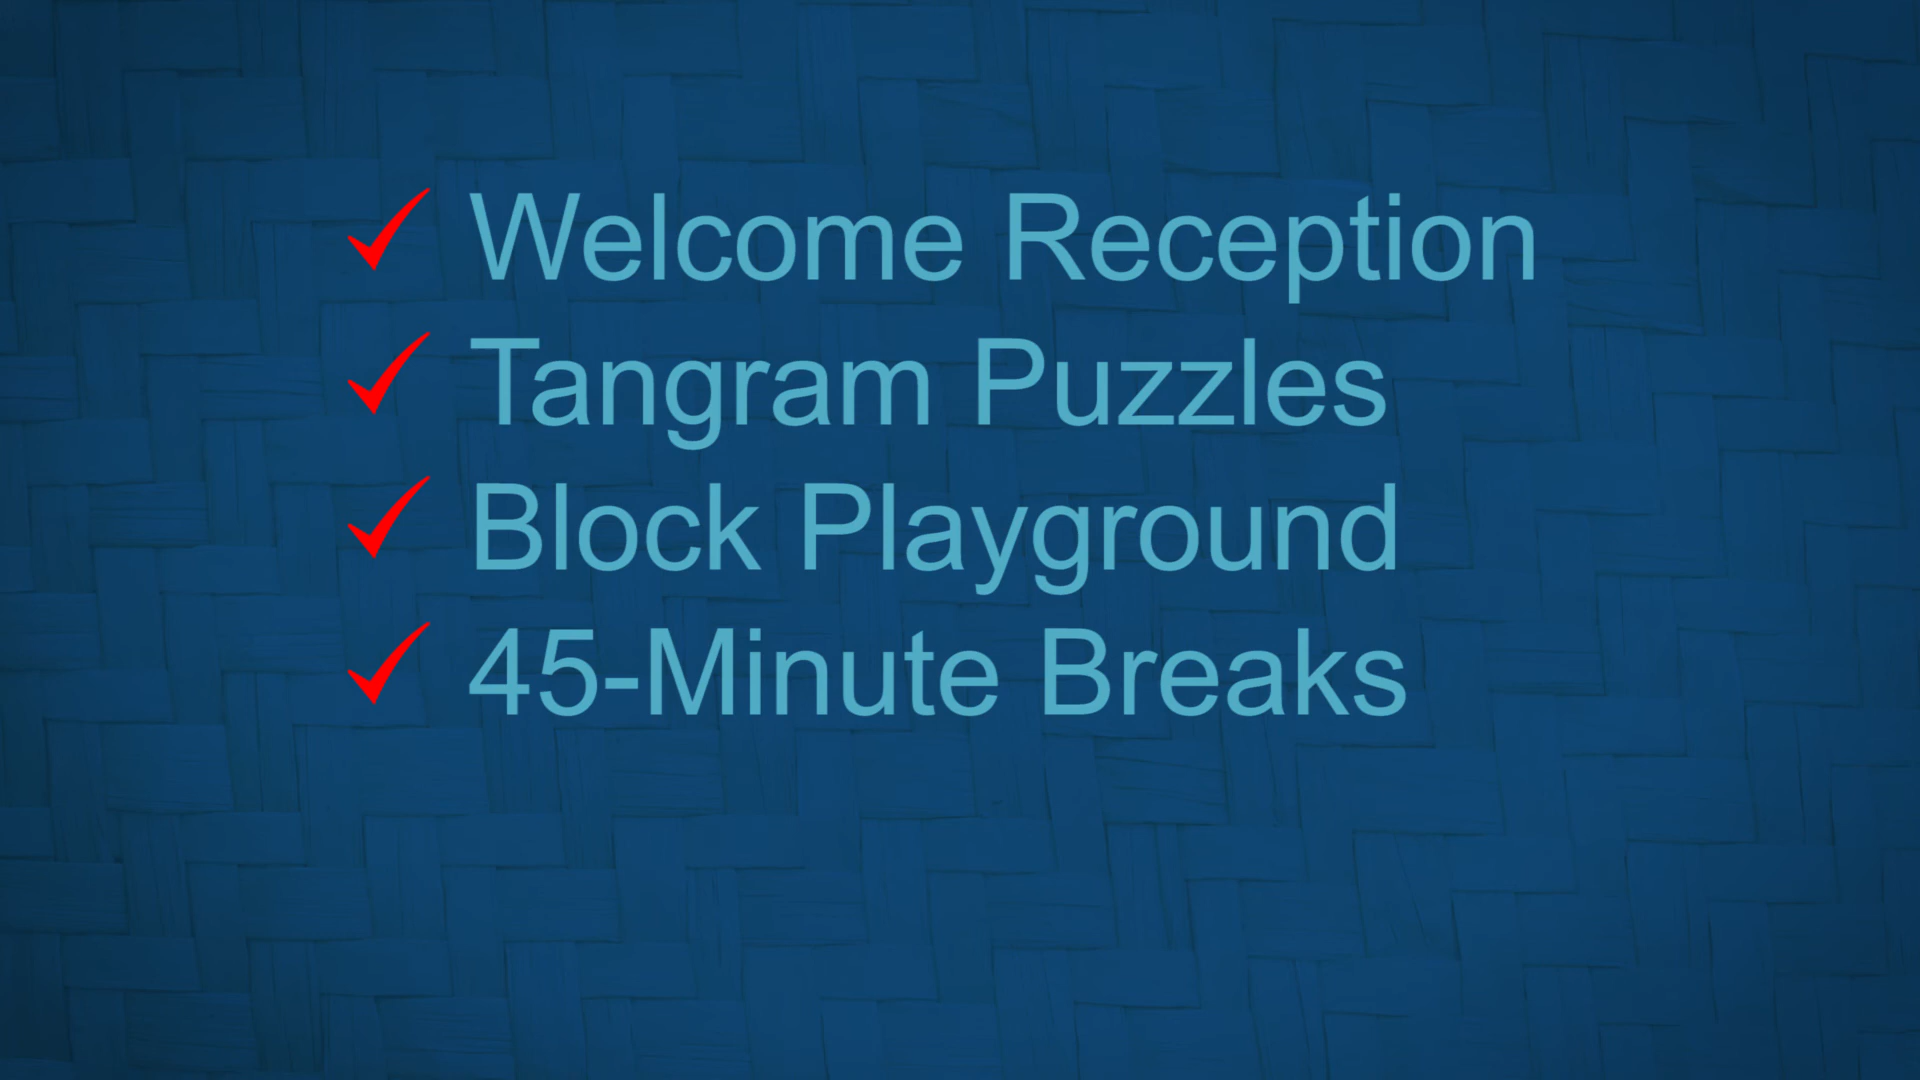 Welcome Reception
Tangram Puzzles
Block Playground
45-Minute Breaks